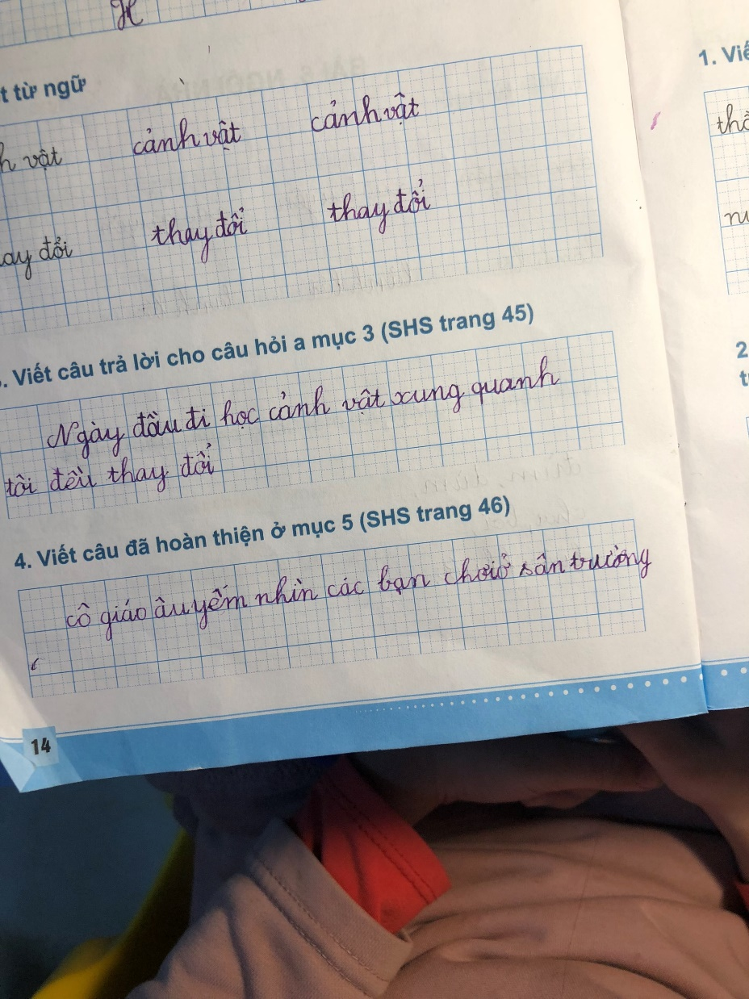 H
t từ ngữ
h vật cảnh vật cảnh vật
ay đổi thay đổi thay đổi
. Viết câu trả lời cho câu hỏi a mục 3 (SHS trang 45)
Ngày đầu đi học cảnh vật xung quanh
tôi đều thay đổi
4. Viết câu đã hoàn thiện ở mục 5 (SHS trang 46)
cô giáo âu yếm nhìn các bạn chơi ở sân trường
14
1. Viế
thờ
nu
2
t